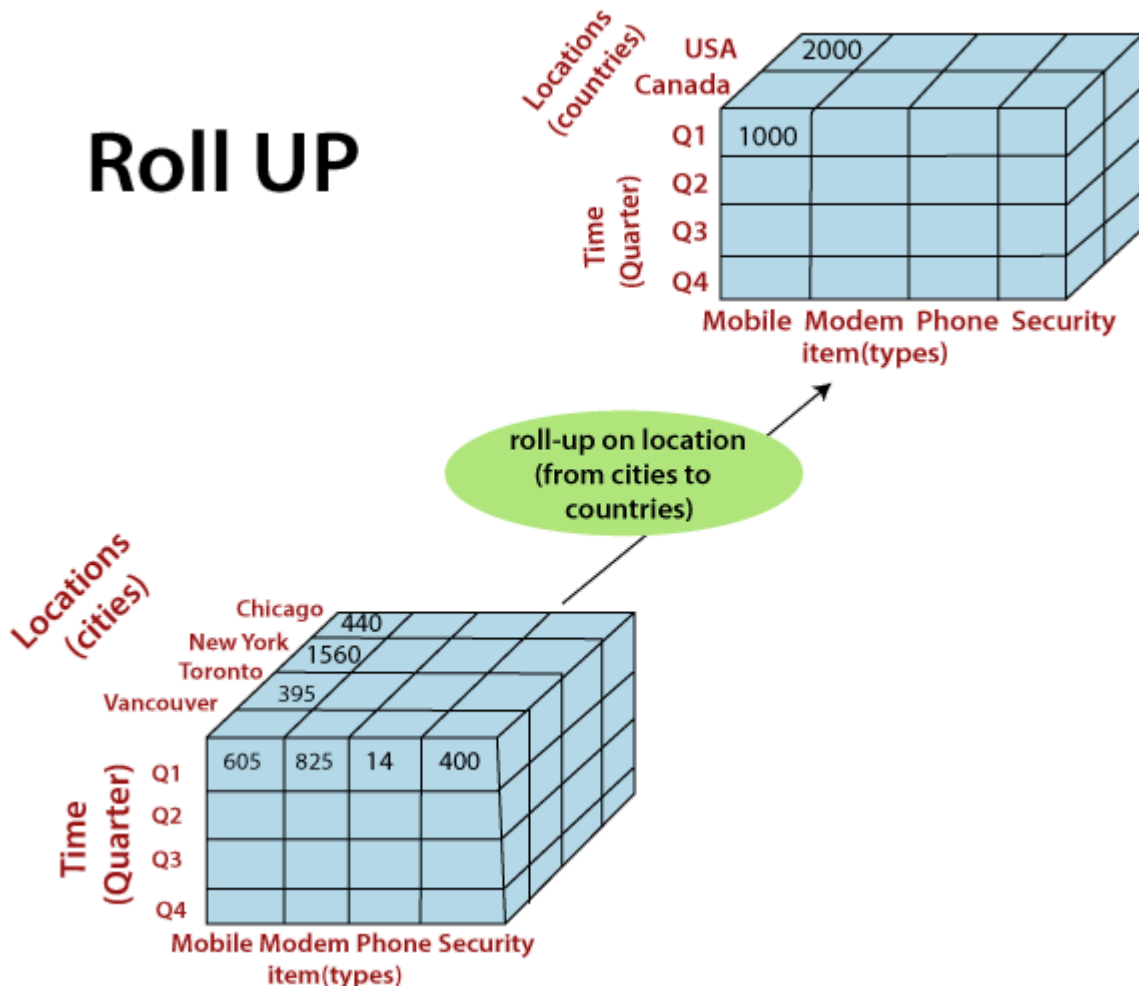 Roll UP
Locations
(countries)
USA
Canada
2000
Q1
Q2
Q3
Q4
1000
Time
(Quarter)
Mobile Modem Phone Security
item(types)
roll-up on location
(from cities to
countries)
Locations
(cities)
Chicago
New York
Toronto
Vancouver
440
1560
395
Time
(Quarter)
Q1
Q2
Q3
Q4
605 825 14 400
Mobile Modem Phone Security
item(types)